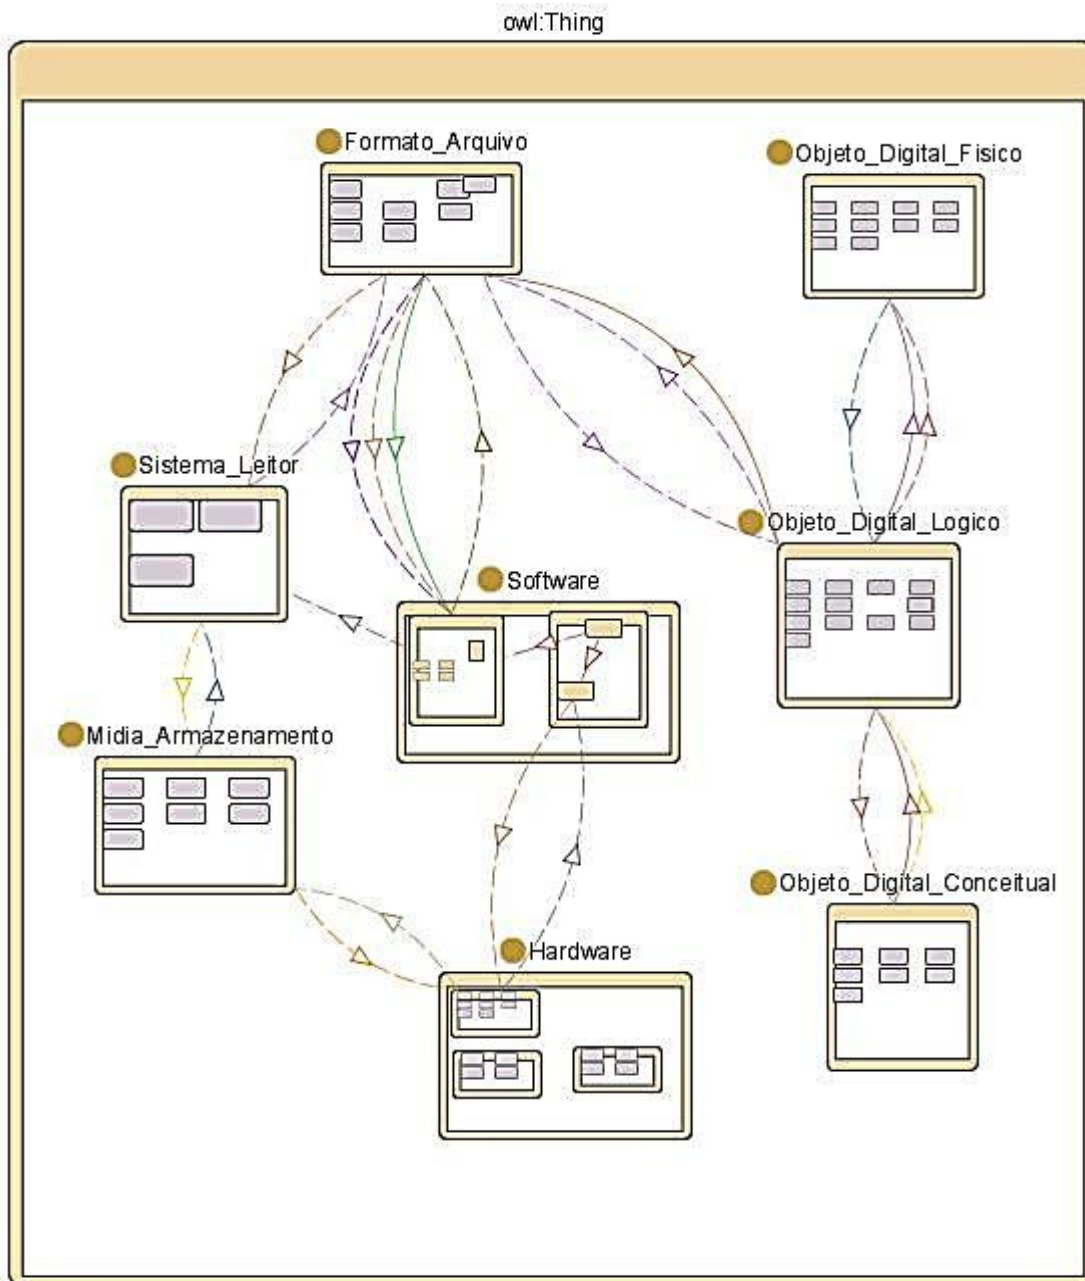 owl:Thing
Formato_Arquivo
Objeto_Digital_Fisico
Sistema_Leitor
Objeto_Digital_Logico
Software
Midia_Armazenamento
Objeto_Digital_Conceitual
Hardware